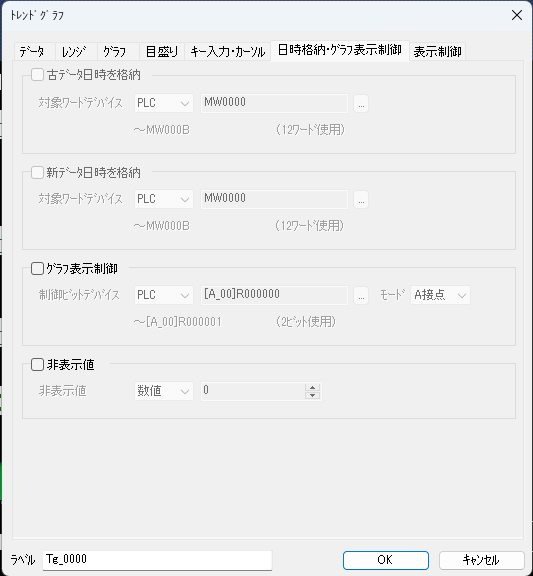 ﾄﾚﾝﾄﾞｸﾞﾗﾌ
ﾃﾞｰﾀ ﾚﾝｼﾞ ｸﾞﾗﾌ 目盛り ｷｰ入力・ｶｰｿﾙ 日時格納・ｸﾞﾗﾌ表示制御 表示制御
古ﾃﾞｰﾀ日時を格納
対象ﾜｰﾄﾞﾃﾞﾊﾞｲｽ PLC MW0000 ...
～MW000B (12ﾜｰﾄﾞ使用)
新ﾃﾞｰﾀ日時を格納
対象ﾜｰﾄﾞﾃﾞﾊﾞｲｽ PLC MW0000 ...
～MW000B (12ﾜｰﾄﾞ使用)
ｸﾞﾗﾌ表示制御
制御ﾋﾞｯﾄﾃﾞﾊﾞｲｽ PLC [A_00]R000000 ... ﾓｰﾄﾞ A接点
～[A_00]R000001 (2ﾋﾞｯﾄ使用)
非表示値
非表示値 数値 0
ﾗﾍﾞﾙ Tg_0000 OK ｷｬﾝｾﾙ